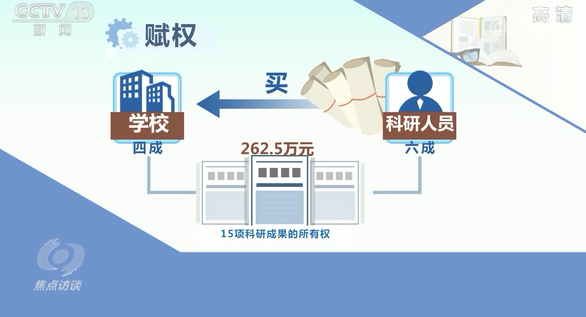 CCTV 13
新闻
高清
赋权
买
学校
科研人员
四成
262.5万元
六成
15项科研成果的所有权
焦点访谈